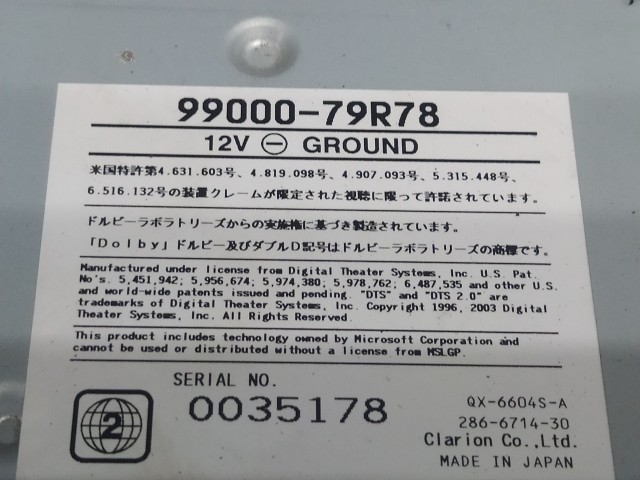 99000-79R78
12V ⊖ GROUND
米国特許第4.631.603号、4.819.098号、4.907.093号、5.315.448号、
6.516.132号の装置クレームが限定された視聴に限って許諾されています。
ドルビーラボラトリーズからの実施権に基づき製造されています。
「Dolby」ドルビー及びダブルD記号はドルビーラボラトリーズの商標です。
Manufactured under license from Digital Theater Systems, Inc. U.S. Pat.
No's. 5,451,942; 5,956,674; 5,974,380; 5,978,762; 6,487,535 and other U.S.
and world-wide patents issued and pending. "DTS" and "DTS 2.0" are
trademarks of Digital Theater Systems, Inc. Copyright 1996, 2003 Digital
Theater Systems, Inc. All Rights Reserved.
This product includes technology owned by Microsoft Corporation and
cannot be used or distributed without a license from MSLGP.
SERIAL NO.
0035178
2
QX-6604S-A
286-6714-30
Clarion Co.,Ltd.
MADE IN JAPAN